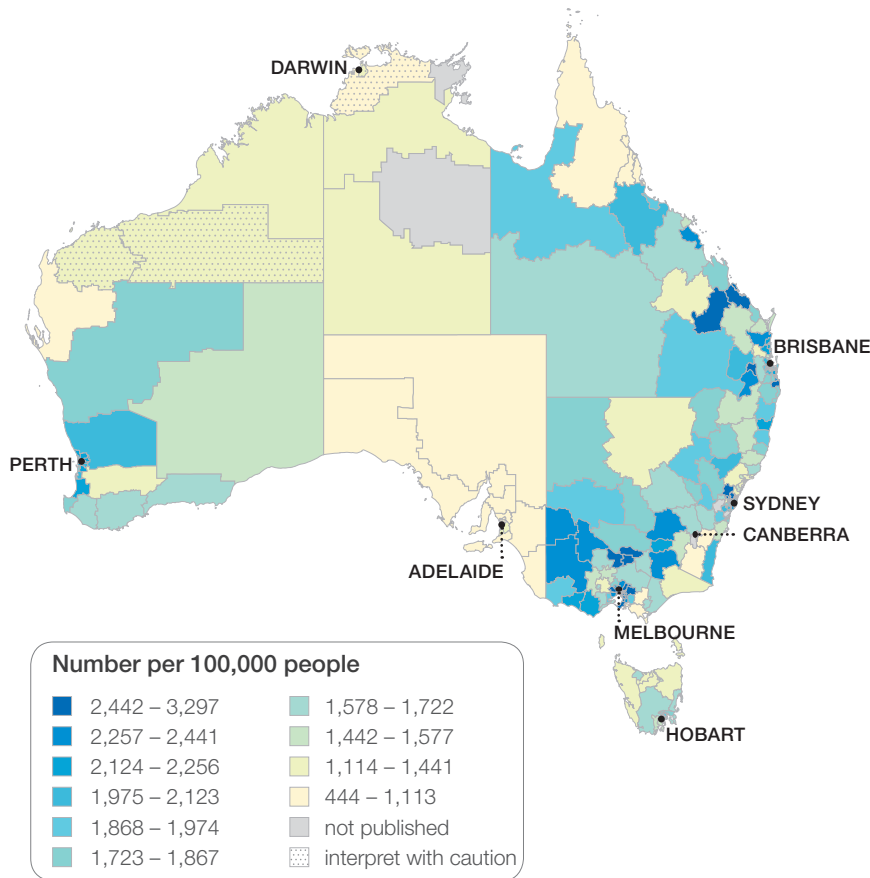 DARWIN
BRISBANE
PERTH
SYDNEY
CANBERRA
ADELAIDE
MELBOURNE
HOBART
Number per 100,000 people
2,442 – 3,297
2,257 – 2,441
2,124 – 2,256
1,975 – 2,123
1,868 – 1,974
1,723 – 1,867
1,578 – 1,722
1,442 – 1,577
1,114 – 1,441
444 – 1,113
not published
interpret with caution